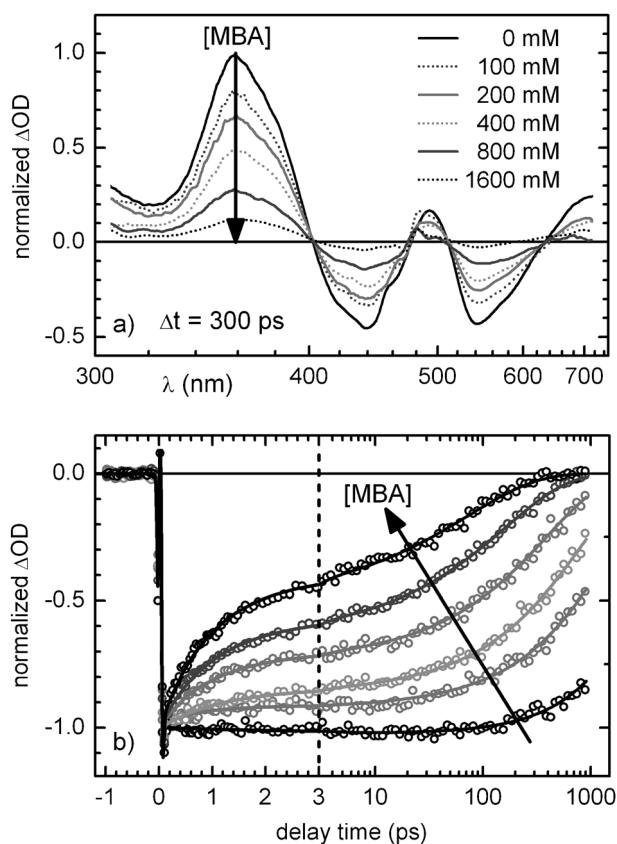 [MBA]
0 mM
100 mM
200 mM
400 mM
800 mM
1600 mM
1.0
0.5
0.0
-0.5
normalized ΔOD
a) Δt = 300 ps
300 400 500 600 700
λ (nm)
[MBA]
0.0
-0.5
-1.0
normalized ΔOD
b)
-1 0 1 2 3 10 100 1000
delay time (ps)